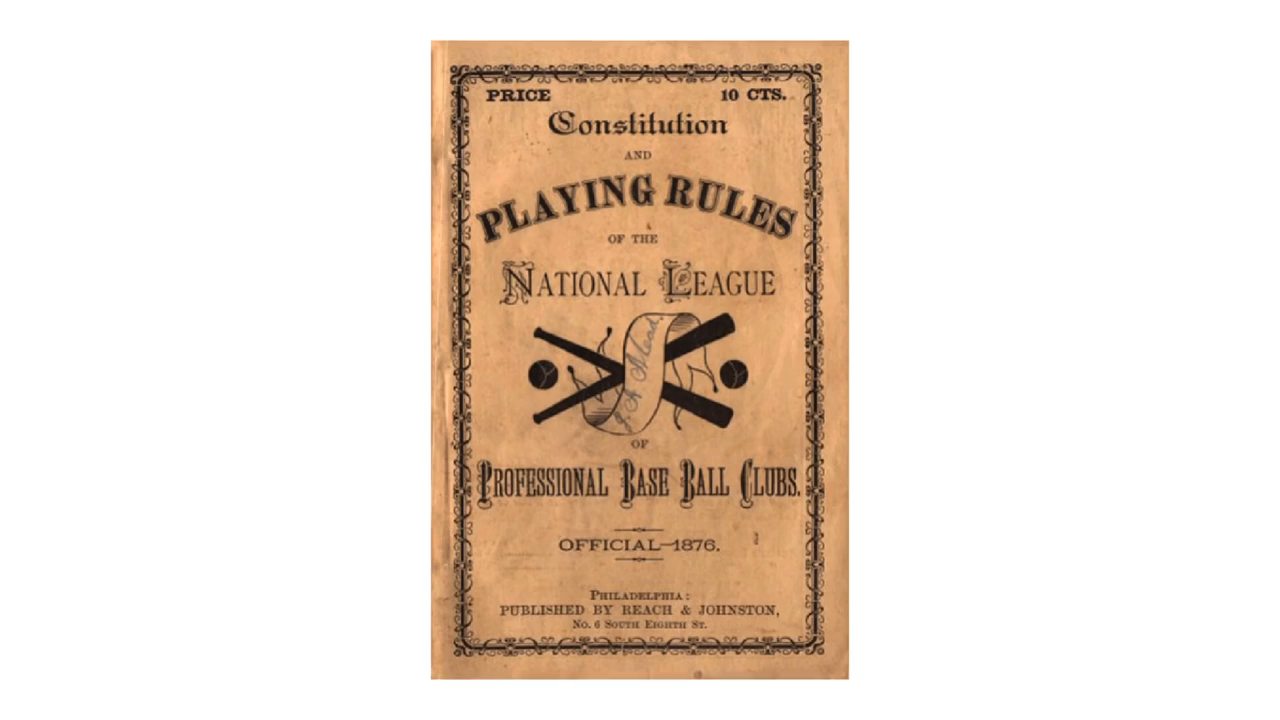 PRICE 10 CTS.
Constitution
AND
PLAYING RULES
OF THE
NATIONAL LEAGUE
J. A. Mead.
OF
PROFESSIONAL BASE BALL CLUBS.
OFFICIAL—1876.
PHILADELPHIA:
PUBLISHED BY REACH & JOHNSTON,
No. 6 SOUTH EIGHTH ST.